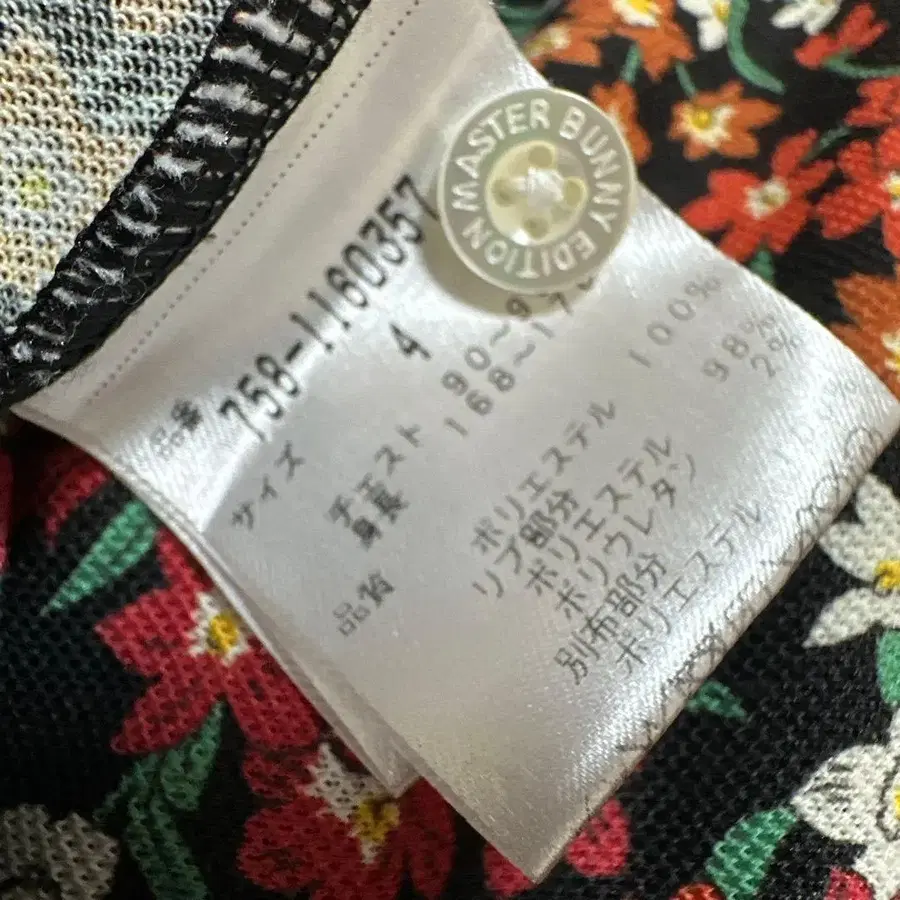 MASTER BUNNY EDITION
品番 758-1160357
サイズ 4
チェスト 90~9
身長 168~17
品質 ポリエステル 100%
リブ部分
ポリエステル 98%
ポリウレタン 2%
別布部分
ポリエステル 100%